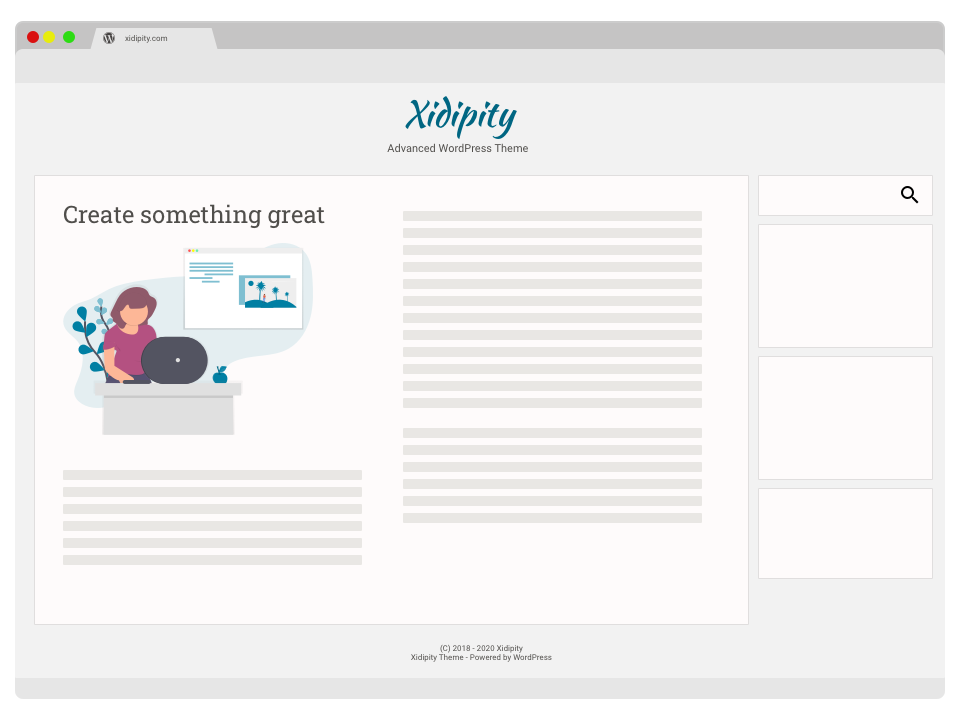 xidipity.com
Xidipity
Advanced WordPress Theme
Create something great
(C) 2018 - 2020 Xidipity
Xidipity Theme - Powered by WordPress